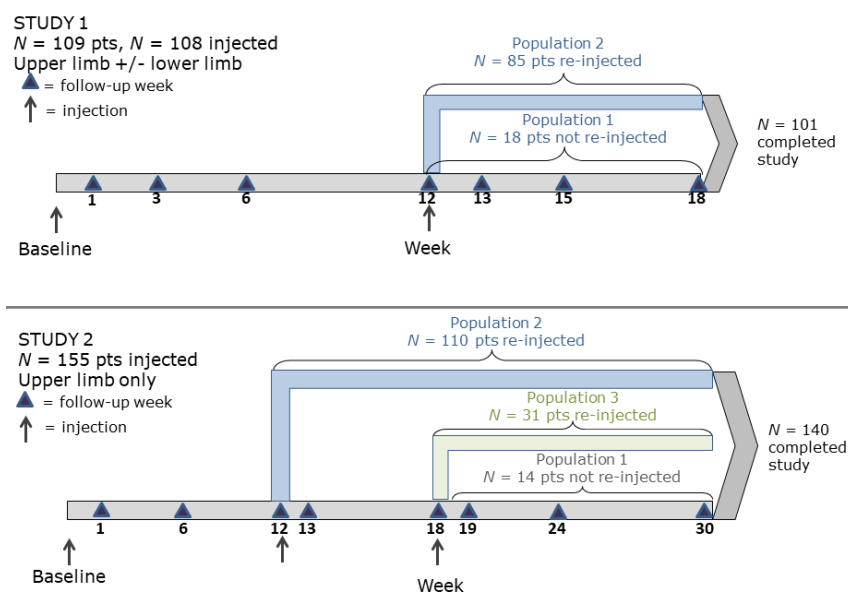 STUDY 1
N = 109 pts, N = 108 injected
Upper limb +/- lower limb
= follow-up week
= injection
Population 2
N = 85 pts re-injected
Population 1
N = 18 pts not re-injected
N = 101
completed
study
1 3 6 12 13 15 18
Baseline Week
STUDY 2
N = 155 pts injected
Upper limb only
= follow-up week
= injection
Population 2
N = 110 pts re-injected
Population 3
N = 31 pts re-injected
Population 1
N = 14 pts not re-injected
N = 140
completed
study
1 6 12 13 18 19 24 30
Baseline Week